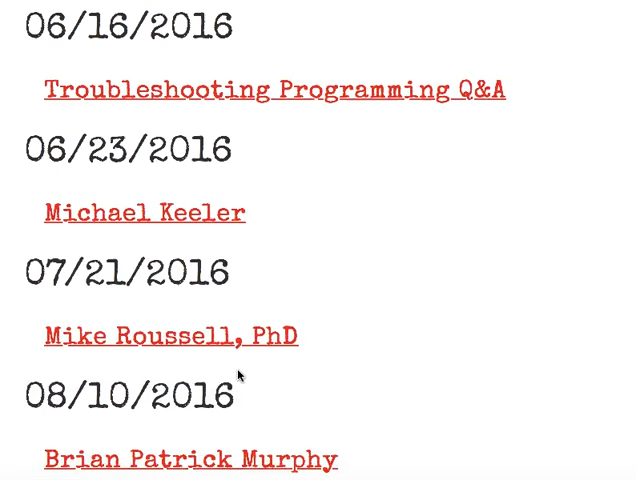 06/16/2016
Troubleshooting Programming Q&A
06/23/2016
Michael Keeler
07/21/2016
Mike Roussell, PhD
08/10/2016
Brian Patrick Murphy